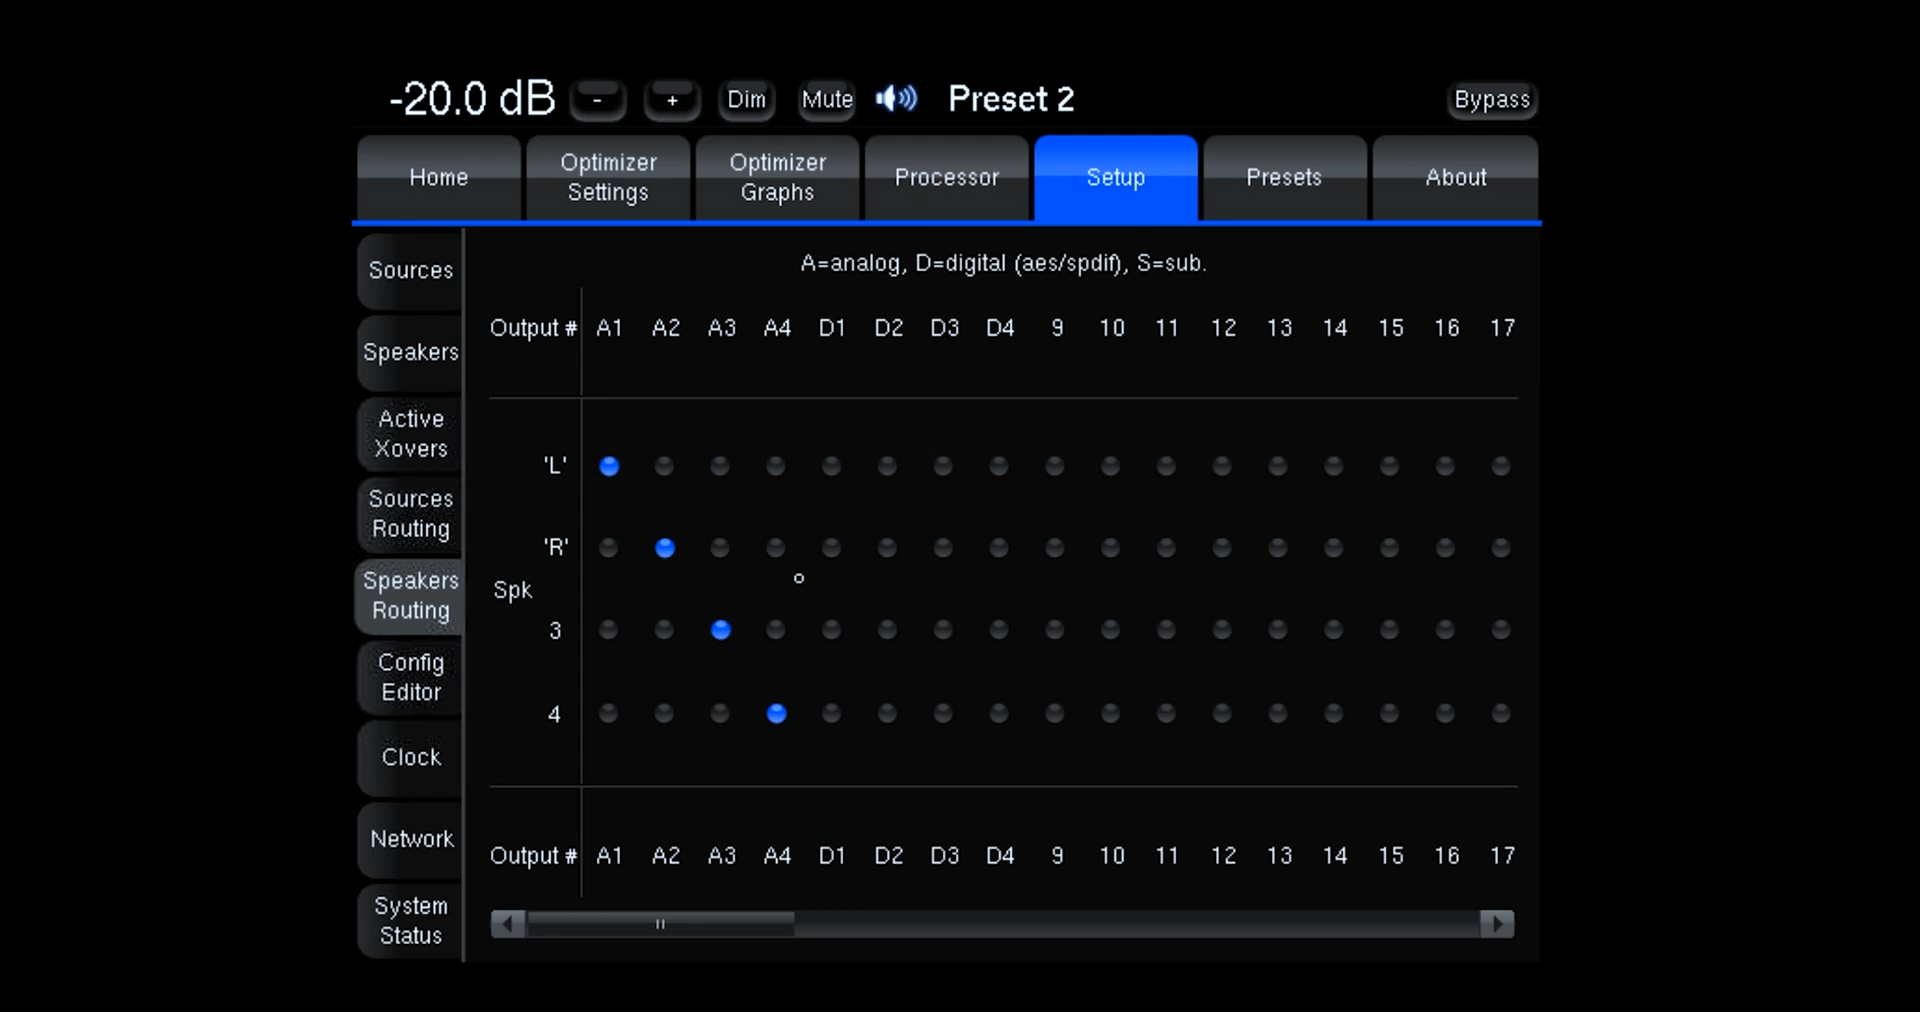 -20.0 dB - + Dim Mute Preset 2 Bypass
Home Optimizer Settings Optimizer Graphs Processor Setup Presets About
Sources
Speakers
Active
Xovers
Sources
Routing
Speakers
Routing
Config
Editor
Clock
Network
System
Status
A=analog, D=digital (aes/spdif), S=sub.
Output # A1 A2 A3 A4 D1 D2 D3 D4 9 10 11 12 13 14 15 16 17
'L'
'R'
Spk
3
4
Output # A1 A2 A3 A4 D1 D2 D3 D4 9 10 11 12 13 14 15 16 17